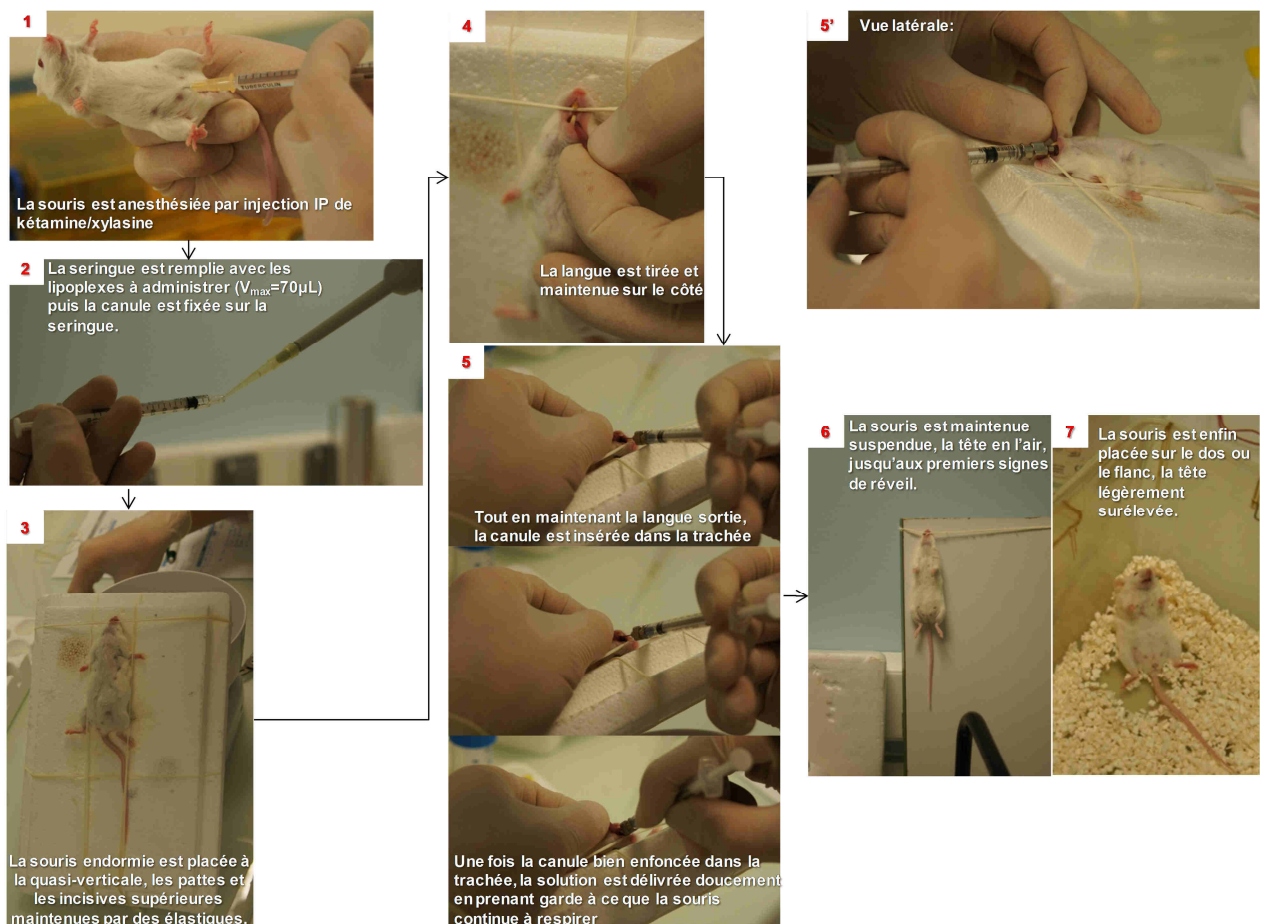 1
La souris est anesthésiée par injection IP de
kétamine/xylasine
TUBERCULIN
2
La seringue est remplie avec les
lipoplexes à administrer (Vmax=70µL)
puis la canule est fixée sur la
seringue.
3
La souris endormie est placée à
la quasi-verticale, les pattes et
les incisives supérieures
maintenues par des élastiques.
4
La langue est tirée et
maintenue sur le côté
5
Tout en maintenant la langue sortie,
la canule est insérée dans la trachée
Une fois la canule bien enfoncée dans la
trachée, la solution est délivrée doucement
en prenant garde à ce que la souris
continue à respirer
5’
Vue latérale:
6
La souris est maintenue
suspendue, la tête en l’air,
jusqu’aux premiers signes
de réveil.
7
La souris est enfin
placée sur le dos ou
le flanc, la tête
légèrement
surélevée.